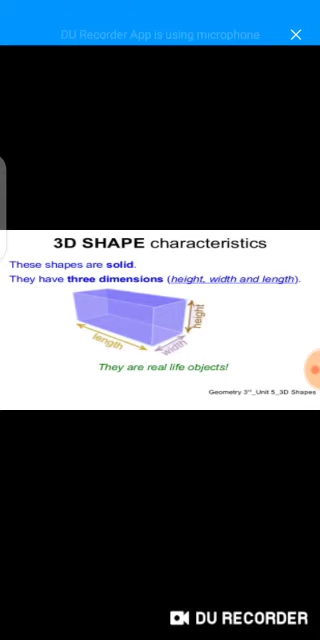 DU Recorder App is using microphone
3D SHAPE characteristics
These shapes are solid.
They have three dimensions (height, width and length).
height
length
width
They are real life objects!
Geometry 3rd_Unit 5_3D Shapes
DU RECORDER